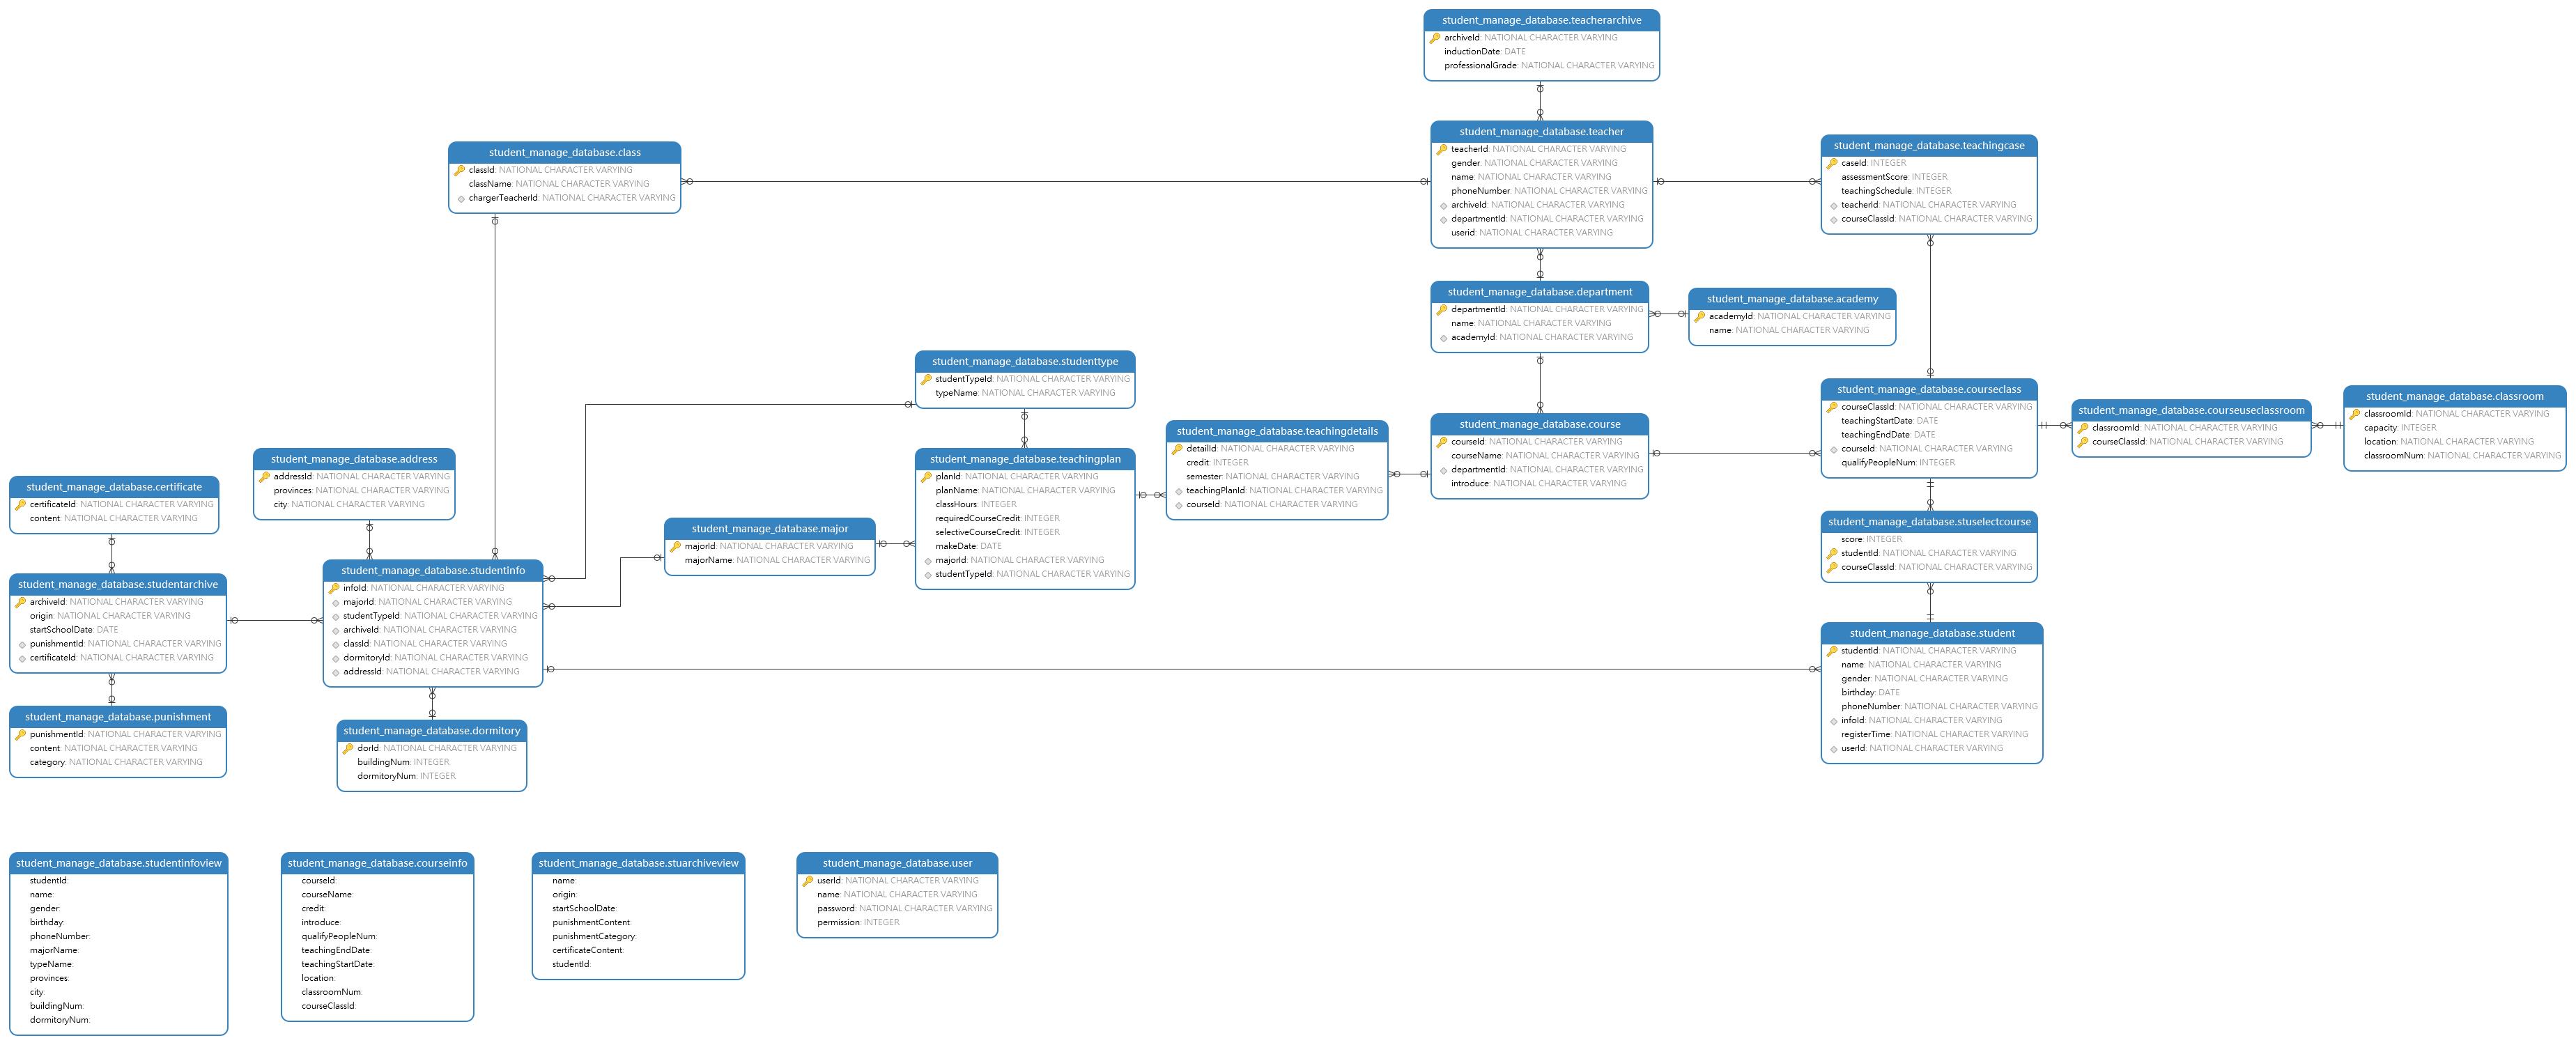 student_manage_database.teacherarchive
archiveId: NATIONAL CHARACTER VARYING
inductionDate: DATE
professionalGrade: NATIONAL CHARACTER VARYING
student_manage_database.teacher
teacherId: NATIONAL CHARACTER VARYING
gender: NATIONAL CHARACTER VARYING
name: NATIONAL CHARACTER VARYING
phoneNumber: NATIONAL CHARACTER VARYING
archiveId: NATIONAL CHARACTER VARYING
departmentId: NATIONAL CHARACTER VARYING
userid: NATIONAL CHARACTER VARYING
student_manage_database.teachingcase
caseId: INTEGER
assessmentScore: INTEGER
teachingSchedule: INTEGER
teacherId: NATIONAL CHARACTER VARYING
courseClassId: NATIONAL CHARACTER VARYING
student_manage_database.class
classId: NATIONAL CHARACTER VARYING
className: NATIONAL CHARACTER VARYING
chargerTeacherId: NATIONAL CHARACTER VARYING
student_manage_database.department
departmentId: NATIONAL CHARACTER VARYING
name: NATIONAL CHARACTER VARYING
academyId: NATIONAL CHARACTER VARYING
student_manage_database.academy
academyId: NATIONAL CHARACTER VARYING
name: NATIONAL CHARACTER VARYING
student_manage_database.studenttype
studentTypeId: NATIONAL CHARACTER VARYING
typeName: NATIONAL CHARACTER VARYING
student_manage_database.courseclass
courseClassId: NATIONAL CHARACTER VARYING
teachingStartDate: DATE
teachingEndDate: DATE
courseId: NATIONAL CHARACTER VARYING
qualifyPeopleNum: INTEGER
student_manage_database.courseuseclassroom
classroomId: NATIONAL CHARACTER VARYING
courseClassId: NATIONAL CHARACTER VARYING
student_manage_database.classroom
classroomId: NATIONAL CHARACTER VARYING
capacity: INTEGER
location: NATIONAL CHARACTER VARYING
classroomNum: NATIONAL CHARACTER VARYING
student_manage_database.course
courseId: NATIONAL CHARACTER VARYING
courseName: NATIONAL CHARACTER VARYING
departmentId: NATIONAL CHARACTER VARYING
introduce: NATIONAL CHARACTER VARYING
student_manage_database.teachingdetails
detailId: NATIONAL CHARACTER VARYING
credit: INTEGER
semester: NATIONAL CHARACTER VARYING
teachingPlanId: NATIONAL CHARACTER VARYING
courseId: NATIONAL CHARACTER VARYING
student_manage_database.teachingplan
planId: NATIONAL CHARACTER VARYING
planName: NATIONAL CHARACTER VARYING
classHours: INTEGER
requiredCourseCredit: INTEGER
selectiveCourseCredit: INTEGER
makeDate: DATE
majorId: NATIONAL CHARACTER VARYING
studentTypeId: NATIONAL CHARACTER VARYING
student_manage_database.address
addressId: NATIONAL CHARACTER VARYING
provinces: NATIONAL CHARACTER VARYING
city: NATIONAL CHARACTER VARYING
student_manage_database.certificate
certificateId: NATIONAL CHARACTER VARYING
content: NATIONAL CHARACTER VARYING
student_manage_database.major
majorId: NATIONAL CHARACTER VARYING
majorName: NATIONAL CHARACTER VARYING
student_manage_database.stuselectcourse
score: INTEGER
studentId: NATIONAL CHARACTER VARYING
courseClassId: NATIONAL CHARACTER VARYING
student_manage_database.studentarchive
archiveId: NATIONAL CHARACTER VARYING
origin: NATIONAL CHARACTER VARYING
startSchoolDate: DATE
punishmentId: NATIONAL CHARACTER VARYING
certificateId: NATIONAL CHARACTER VARYING
student_manage_database.studentinfo
infoId: NATIONAL CHARACTER VARYING
majorId: NATIONAL CHARACTER VARYING
studentTypeId: NATIONAL CHARACTER VARYING
archiveId: NATIONAL CHARACTER VARYING
classId: NATIONAL CHARACTER VARYING
dormitoryId: NATIONAL CHARACTER VARYING
addressId: NATIONAL CHARACTER VARYING
student_manage_database.student
studentId: NATIONAL CHARACTER VARYING
name: NATIONAL CHARACTER VARYING
gender: NATIONAL CHARACTER VARYING
birthday: DATE
phoneNumber: NATIONAL CHARACTER VARYING
infoId: NATIONAL CHARACTER VARYING
registerTime: NATIONAL CHARACTER VARYING
userId: NATIONAL CHARACTER VARYING
student_manage_database.punishment
punishmentId: NATIONAL CHARACTER VARYING
content: NATIONAL CHARACTER VARYING
category: NATIONAL CHARACTER VARYING
student_manage_database.dormitory
dorId: NATIONAL CHARACTER VARYING
buildingNum: INTEGER
dormitoryNum: INTEGER
student_manage_database.studentinfoview
studentId:
name:
gender:
birthday:
phoneNumber:
majorName:
typeName:
provinces:
city:
buildingNum:
dormitoryNum:
student_manage_database.courseinfo
courseId:
courseName:
credit:
introduce:
qualifyPeopleNum:
teachingEndDate:
teachingStartDate:
location:
classroomNum:
courseClassId:
student_manage_database.stuarchiveview
name:
origin:
startSchoolDate:
punishmentContent:
punishmentCategory:
certificateContent:
studentId:
student_manage_database.user
userId: NATIONAL CHARACTER VARYING
name: NATIONAL CHARACTER VARYING
password: NATIONAL CHARACTER VARYING
permission: INTEGER